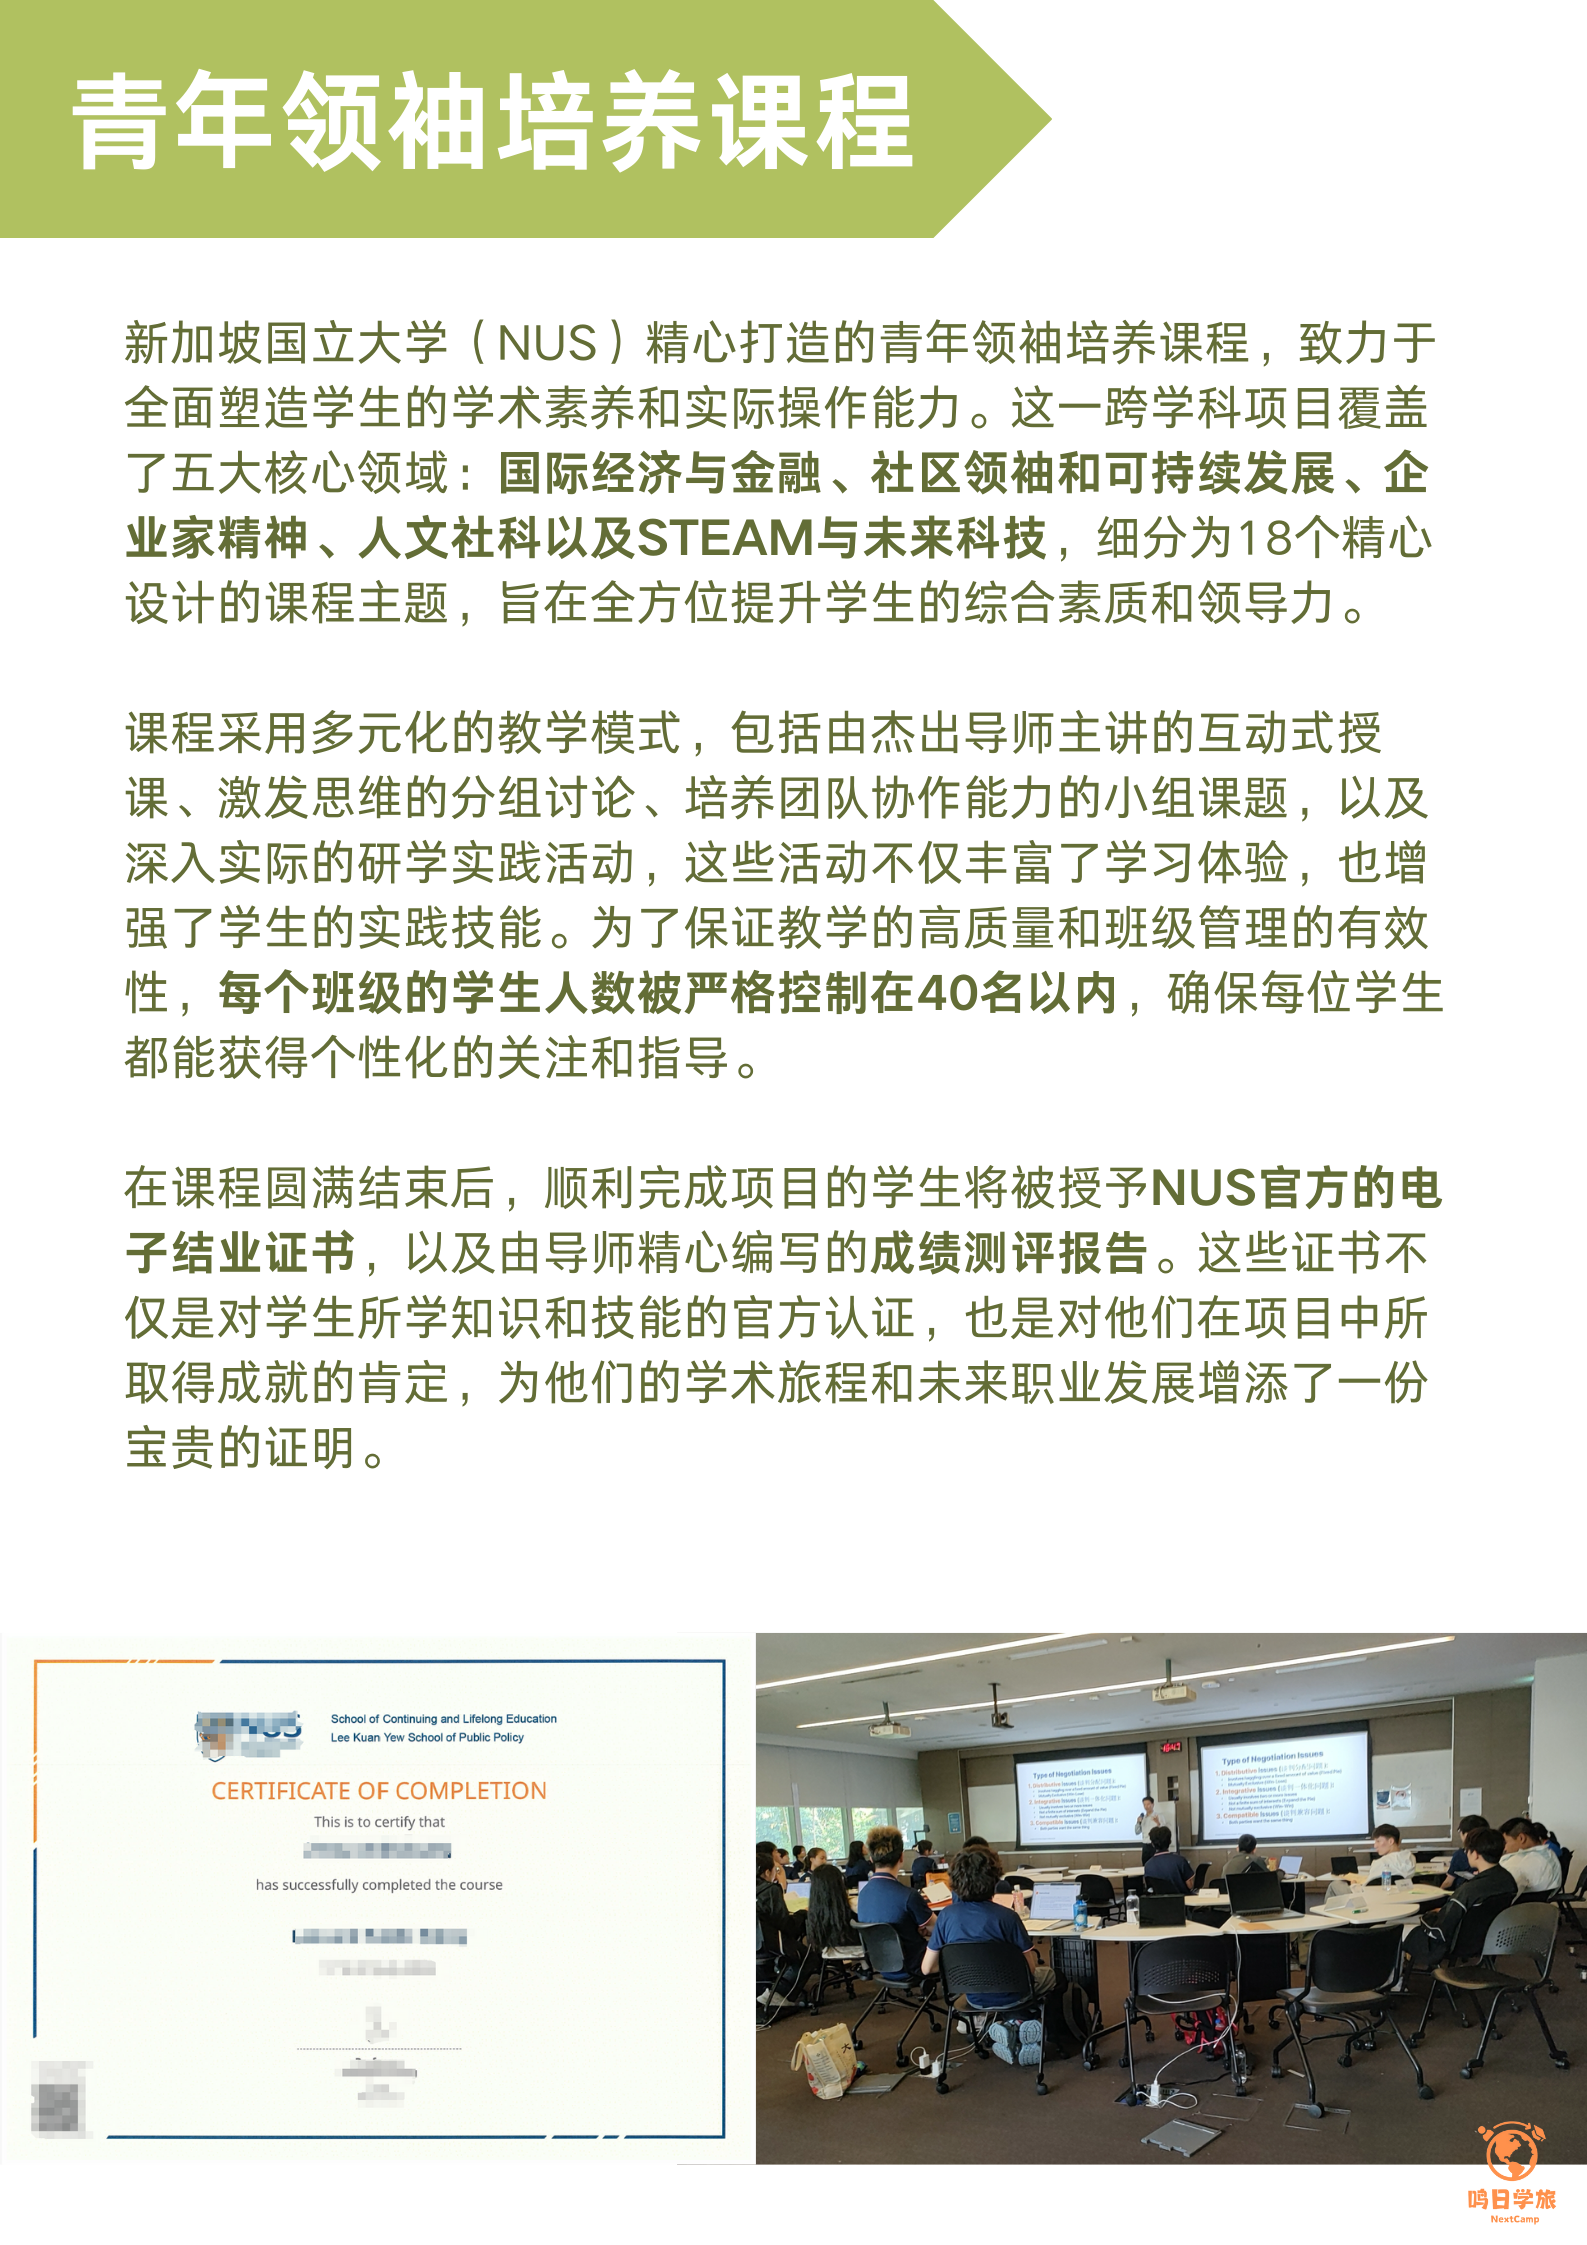 青年领袖培养课程
新加坡国立大学（NUS）精心打造的青年领袖培养课程，致力于
全面塑造学生的学术素养和实际操作能力。这一跨学科项目覆盖
了五大核心领域：国际经济与金融、社区领袖和可持续发展、企
业家精神、人文社科以及STEAM与未来科技，细分为18个精心
设计的课程主题，旨在全方位提升学生的综合素质和领导力。
课程采用多元化的教学模式，包括由杰出导师主讲的互动式授
课、激发思维的分组讨论、培养团队协作能力的小组课题，以及
深入实际的研学实践活动，这些活动不仅丰富了学习体验，也增
强了学生的实践技能。为了保证教学的高质量和班级管理的有效
性，每个班级的学生人数被严格控制在40名以内，确保每位学生
都能获得个性化的关注和指导。
在课程圆满结束后，顺利完成项目的学生将被授予NUS官方的电
子结业证书，以及由导师精心编写的成绩测评报告。这些证书不
仅是对学生所学知识和技能的官方认证，也是对他们在项目中所
取得成就的肯定，为他们的学术旅程和未来职业发展增添了一份
宝贵的证明。
School of Continuing and Lifelong Education
Lee Kuan Yew School of Public Policy
CERTIFICATE OF COMPLETION
This is to certify that
has successfully completed the course
Type of Negotiation Issues
1. Distributive Issues
2. Integrative Issues
3. Compatible Issues
Type of Negotiation Issues
1. Distributive Issues
2. Integrative Issues
3. Compatible Issues
鸣日学旅
NextCamp